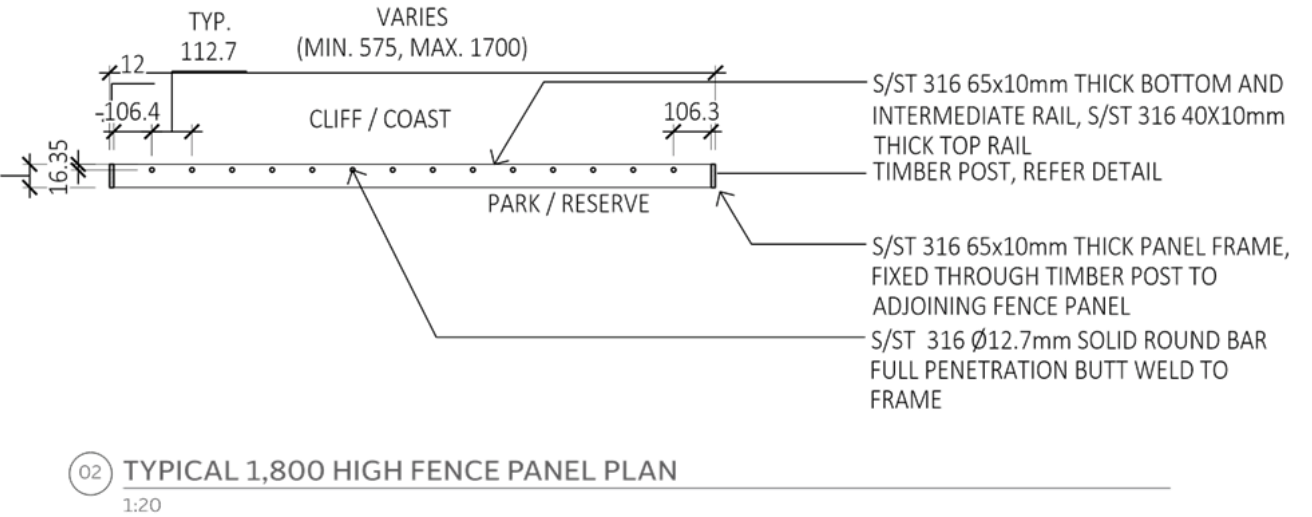 TYP.
112.7
VARIES
(MIN. 575, MAX. 1700)
12
-106.4
CLIFF / COAST
106.3
16.35
PARK / RESERVE
S/ST 316 65x10mm THICK BOTTOM AND
INTERMEDIATE RAIL, S/ST 316 40X10mm
THICK TOP RAIL
TIMBER POST, REFER DETAIL
S/ST 316 65x10mm THICK PANEL FRAME,
FIXED THROUGH TIMBER POST TO
ADJOINING FENCE PANEL
S/ST 316 Ø12.7mm SOLID ROUND BAR
FULL PENETRATION BUTT WELD TO
FRAME
02 TYPICAL 1,800 HIGH FENCE PANEL PLAN
1:20